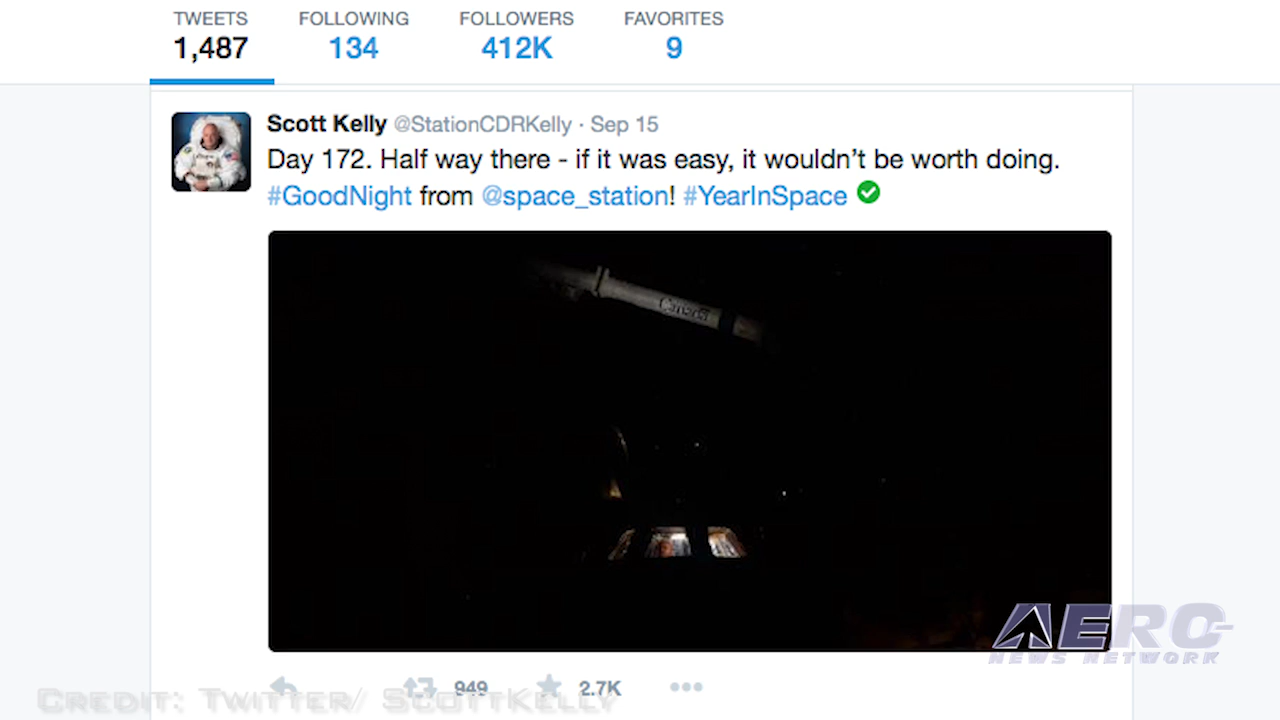 TWEETS FOLLOWING FOLLOWERS FAVORITES
1,487 134 412K 9
Scott Kelly @StationCDRKelly · Sep 15
Day 172. Half way there - if it was easy, it wouldn't be worth doing.
#GoodNight from @space_station! #YearInSpace
Canada
AERO
NEWS NETWORK
949 2.7K
Credit: Twitter/ ScottKelly